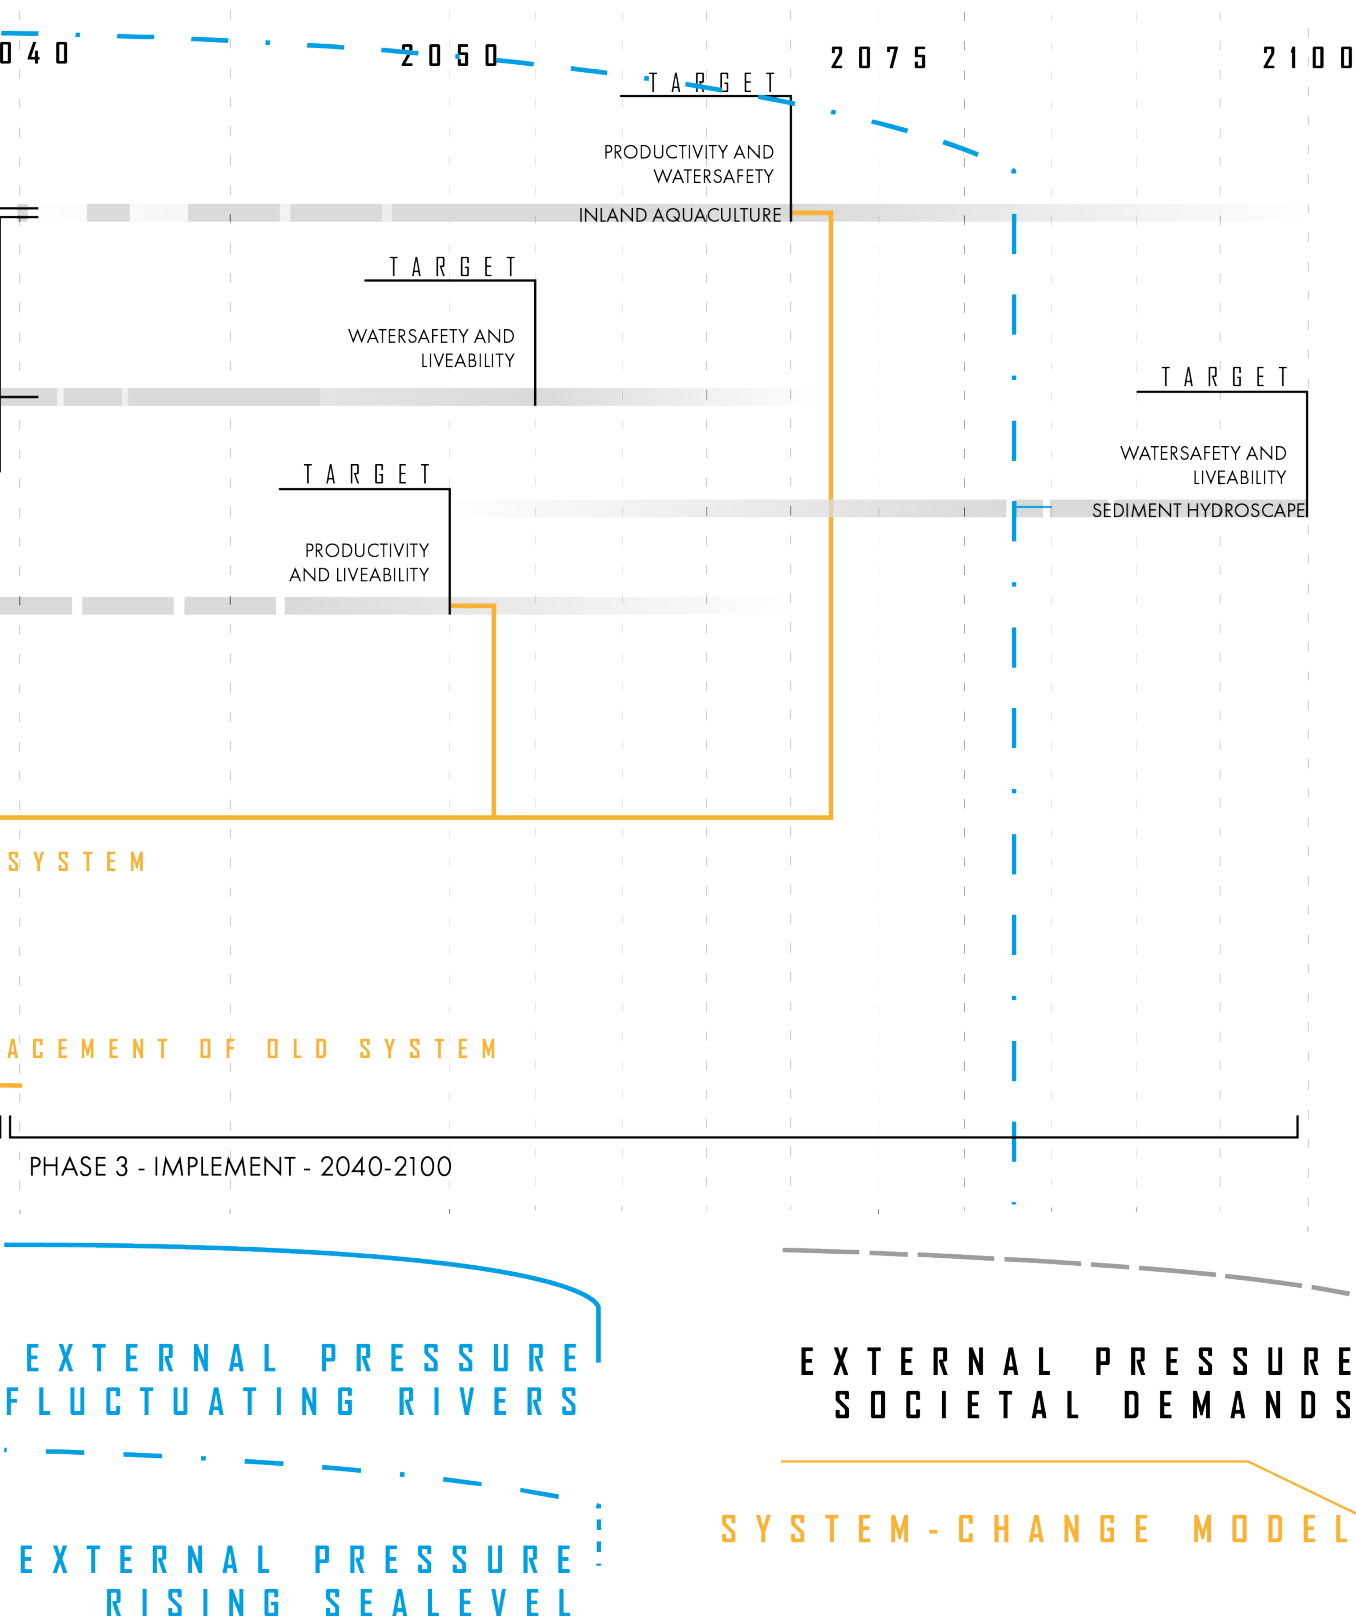 040 2050 2075 2100
TARGET
PRODUCTIVITY AND
WATERSAFETY
INLAND AQUACULTURE
TARGET
WATERSAFETY AND
LIVEABILITY
TARGET
WATERSAFETY AND
LIVEABILITY
SEDIMENT HYDROSCAPE
TARGET
PRODUCTIVITY
AND LIVEABILITY
SYSTEM
ACEMENT OF OLD SYSTEM
PHASE 3 - IMPLEMENT - 2040-2100
EXTERNAL PRESSURE
FLUCTUATING RIVERS
EXTERNAL PRESSURE
SOCIETAL DEMANDS
EXTERNAL PRESSURE
RISING SEALEVEL
SYSTEM-CHANGE MODEL